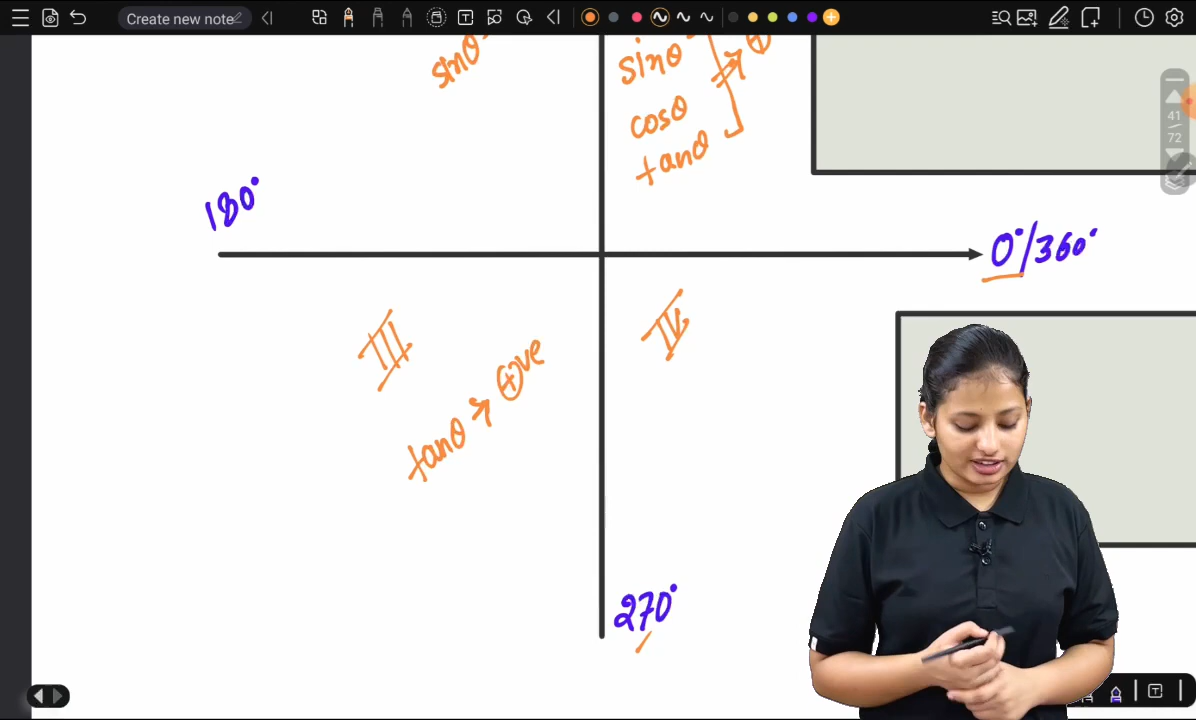 Create new note
sinθ
sinθ
cosθ
tanθ
41
72
180°
0°/360°
III
IV
tanθ → ⊕ve
270°